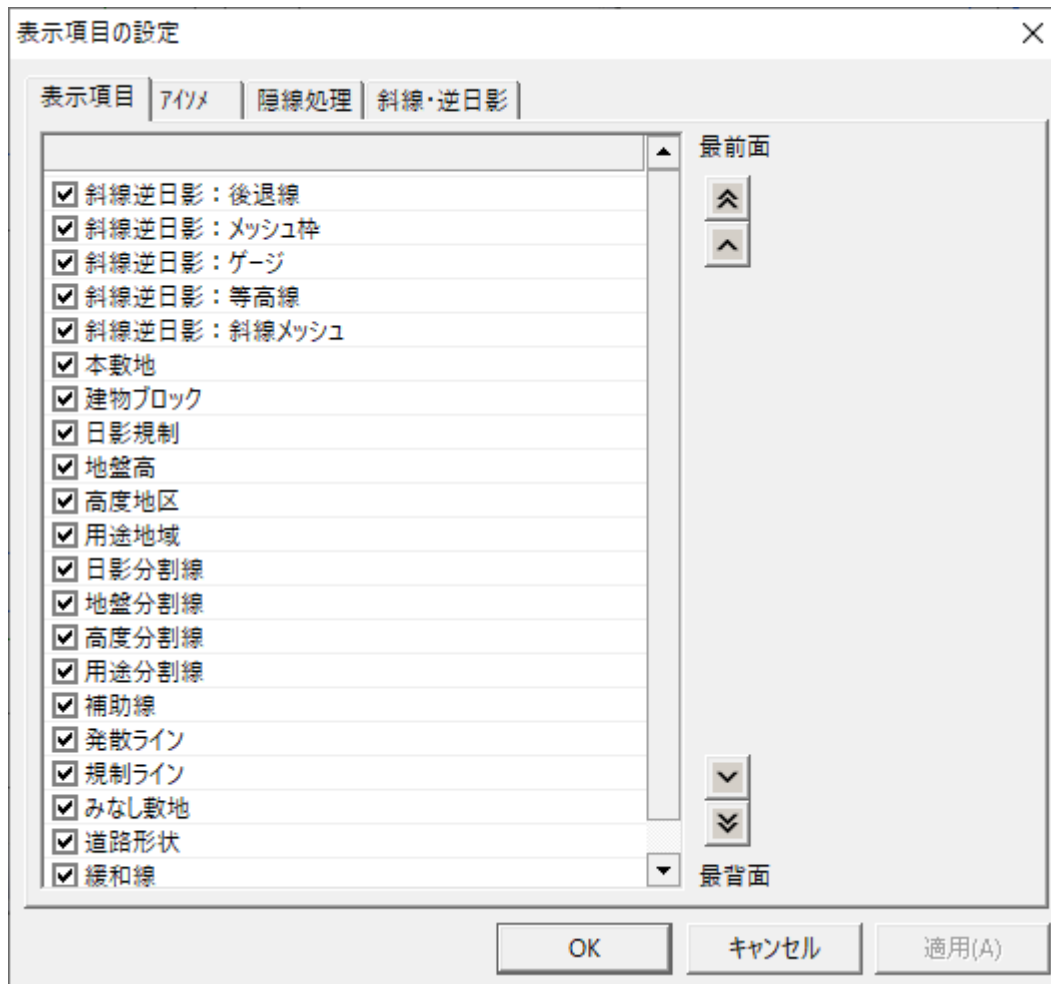 表示項目の設定
表示項目 アイソメ 隠線処理 斜線・逆日影
最前面
斜線逆日影：後退線
斜線逆日影：メッシュ枠
斜線逆日影：ゲージ
斜線逆日影：等高線
斜線逆日影：斜線メッシュ
本敷地
建物ブロック
日影規制
地盤高
高度地区
用途地域
日影分割線
地盤分割線
高度分割線
用途分割線
補助線
発散ライン
規制ライン
みなし敷地
道路形状
緩和線
最背面
OK キャンセル 適用(A)